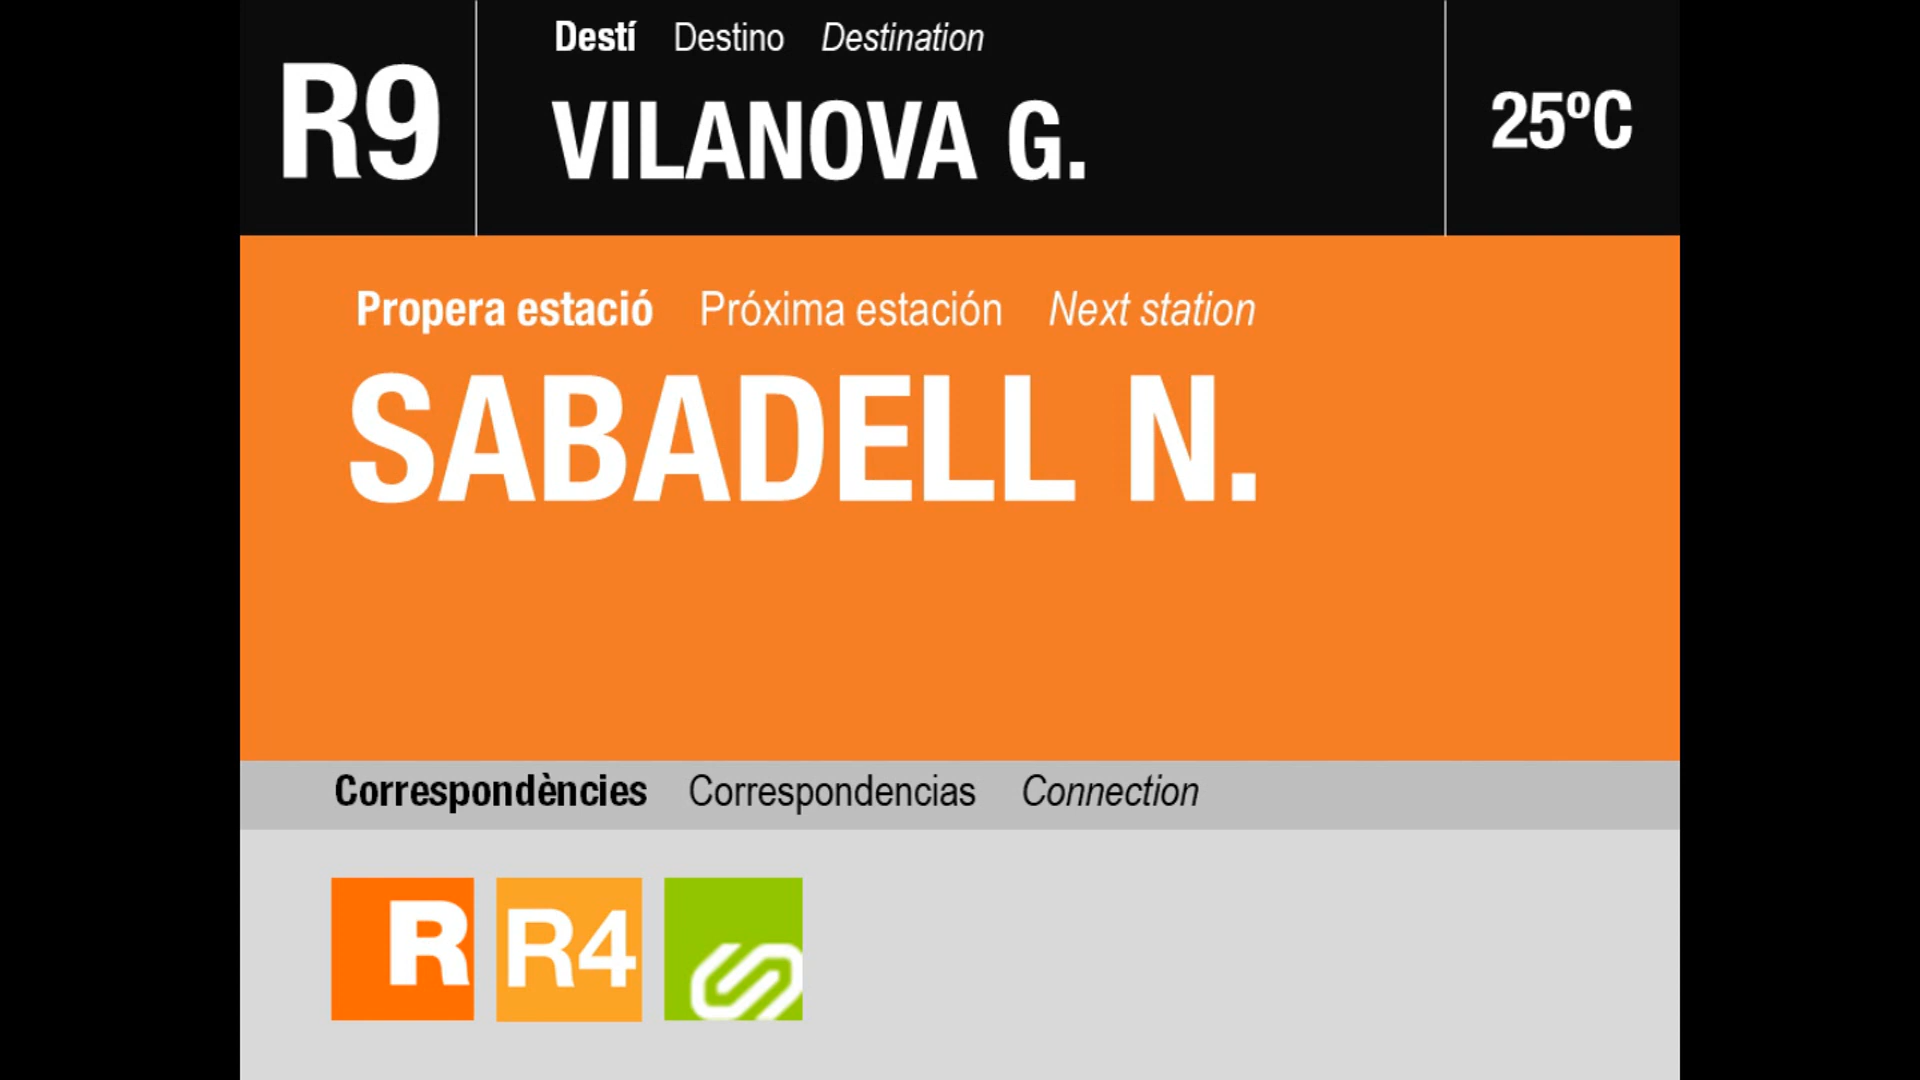 R9
Destí Destino Destination
VILANOVA G.
25ºC
Propera estació Próxima estación Next station
SABADELL N.
Correspondències Correspondencias Connection
R R4